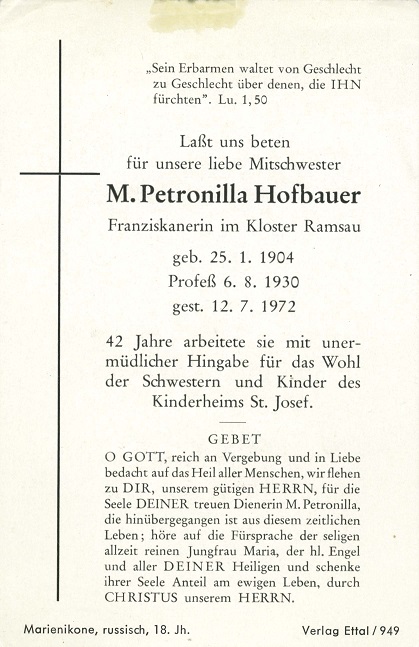 „Sein Erbarmen waltet von Geschlecht
zu Geschlecht über denen, die IHN
fürchten”. Lu. 1,50
Laßt uns beten
für unsere liebe Mitschwester
M. Petronilla Hofbauer
Franziskanerin im Kloster Ramsau
geb. 25. 1. 1904
Profeß 6. 8. 1930
gest. 12. 7. 1972
42 Jahre arbeitete sie mit uner-
müdlicher Hingabe für das Wohl
der Schwestern und Kinder des
Kinderheims St. Josef.
GEBET
O GOTT, reich an Vergebung und in Liebe
bedacht auf das Heil aller Menschen, wir flehen
zu DIR, unserem gütigen HERRN, für die
Seele DEINER treuen Dienerin M. Petronilla,
die hinübergegangen ist aus diesem zeitlichen
Leben; höre auf die Fürsprache der seligen
allzeit reinen Jungfrau Maria, der hl. Engel
und aller DEINER Heiligen und schenke
ihrer Seele Anteil am ewigen Leben, durch
CHRISTUS unserem HERRN.
Marienikone, russisch, 18. Jh.
Verlag Ettal / 949